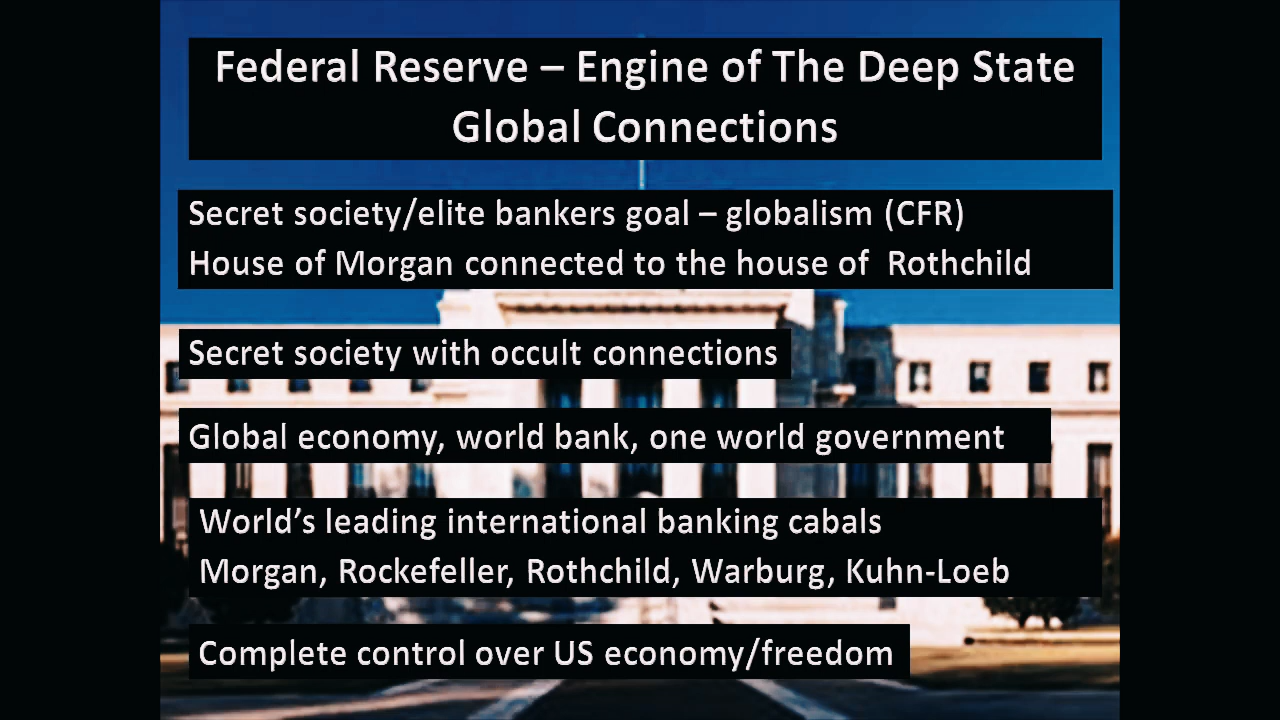 Federal Reserve – Engine of The Deep State
Global Connections
Secret society/elite bankers goal – globalism (CFR)
House of Morgan connected to the house of  Rothchild
Secret society with occult connections
Global economy, world bank, one world government
World’s leading international banking cabals
Morgan, Rockefeller, Rothchild, Warburg, Kuhn-Loeb
Complete control over US economy/freedom